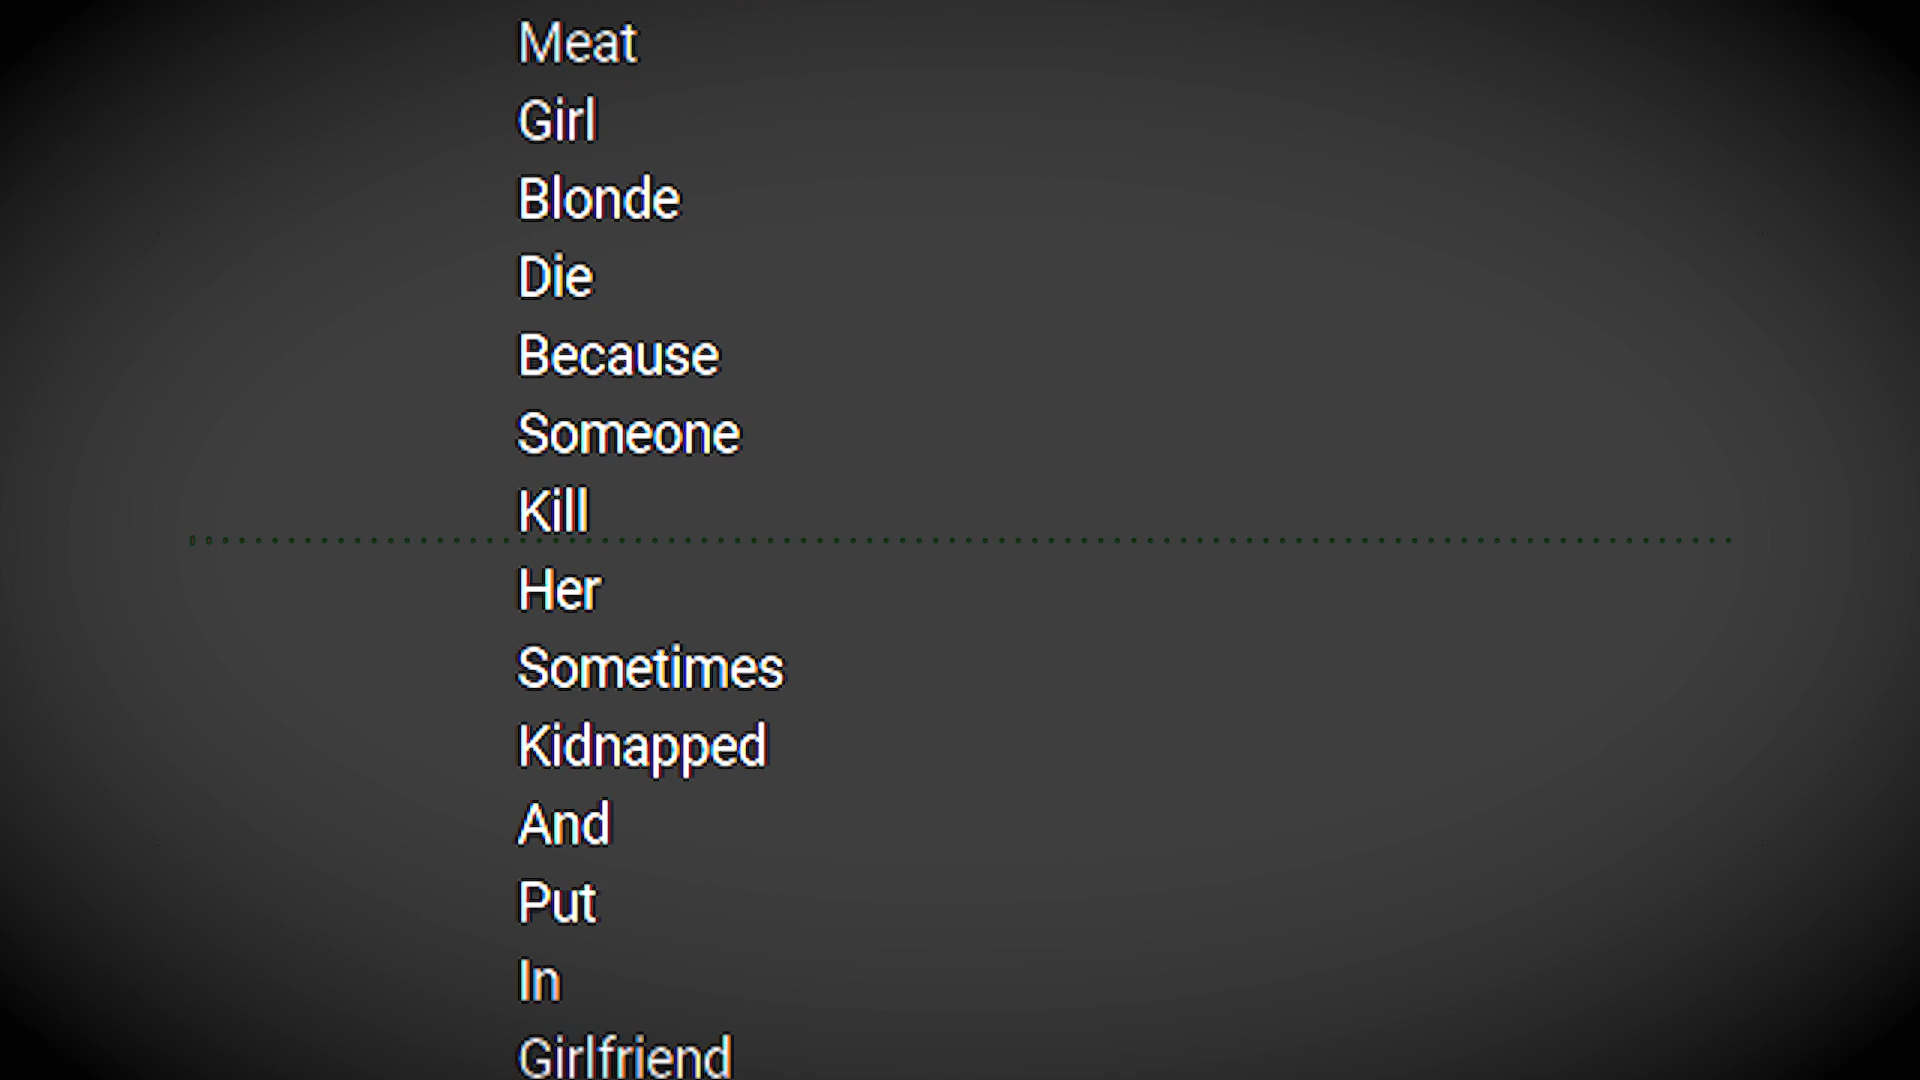 Meat
Girl
Blonde
Die
Because
Someone
Kill
Her
Sometimes
Kidnapped
And
Put
In
Girlfriend